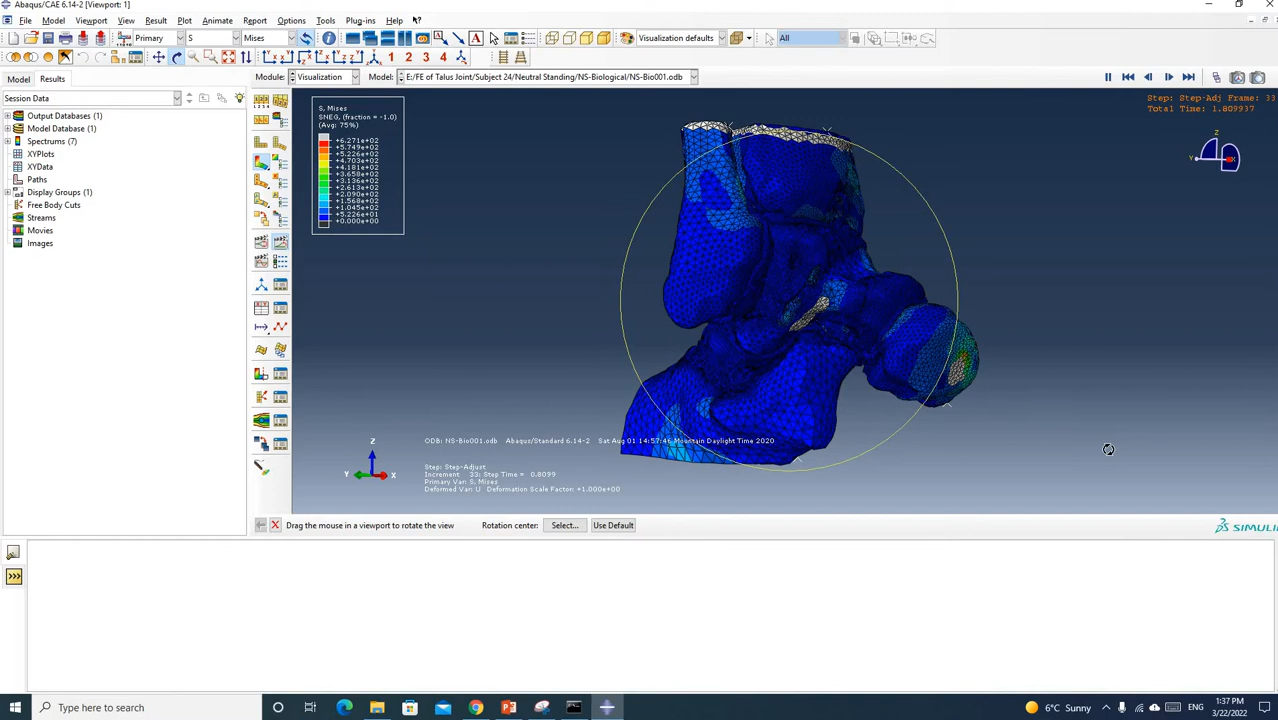 Abaqus/CAE 6.14-2 [Viewport: 1]
File Model Viewport View Result Plot Animate Report Options Tools Plug-ins Help
Primary S Mises Visualization defaults All
1 2 3 4
Model Results Module: Visualization Model: E:/FE of Talus Joint/Subject 24/Neutral Standing/NS-Biological/NS-Bio001.odb
Session Data
Output Databases (1)
Model Database (1)
Spectrums (7)
XYPlots
XYData
Paths
Display Groups (1)
Free Body Cuts
Streams
Movies
Images
S, Mises
SNEG, (fraction = -1.0)
(Avg: 75%)
+6.271e+02
+5.749e+02
+5.226e+02
+4.703e+02
+4.181e+02
+3.658e+02
+3.136e+02
+2.613e+02
+2.090e+02
+1.568e+02
+1.045e+02
+5.226e+01
+0.000e+00
Step: Step-Adj Frame: 33
Total Time: 1.809937
Z
Y X
ODB: NS-Bio001.odb Abaqus/Standard 6.14-2 Sat Aug 01 14:57:46 Mountain Daylight Time 2020
Z
Y X
Step: Step-Adjust
Increment 33: Step Time = 0.8099
Primary Var: S, Mises
Deformed Var: U Deformation Scale Factor: +1.000e+00
Drag the mouse in a viewport to rotate the view Rotation center: Select... Use Default
>>>
Type here to search
6°C Sunny ENG 1:37 PM
3/22/2022